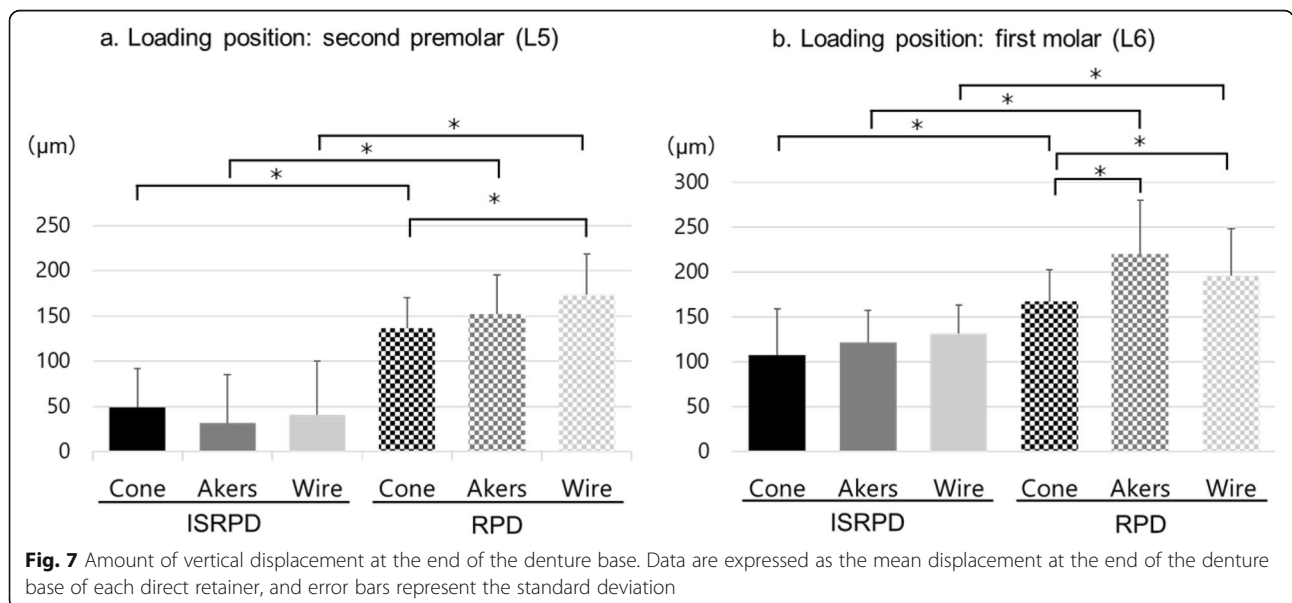 a. Loading position: second premolar (L5)
b. Loading position: first molar (L6)
(μm)
*
*
*
*
250
200
150
100
50
0
Cone Akers Wire Cone Akers Wire
ISRPD RPD
(μm)
*
*
*
*
*
300
250
200
150
100
50
0
Cone Akers Wire Cone Akers Wire
ISRPD RPD
Fig. 7 Amount of vertical displacement at the end of the denture base. Data are expressed as the mean displacement at the end of the denture
base of each direct retainer, and error bars represent the standard deviation